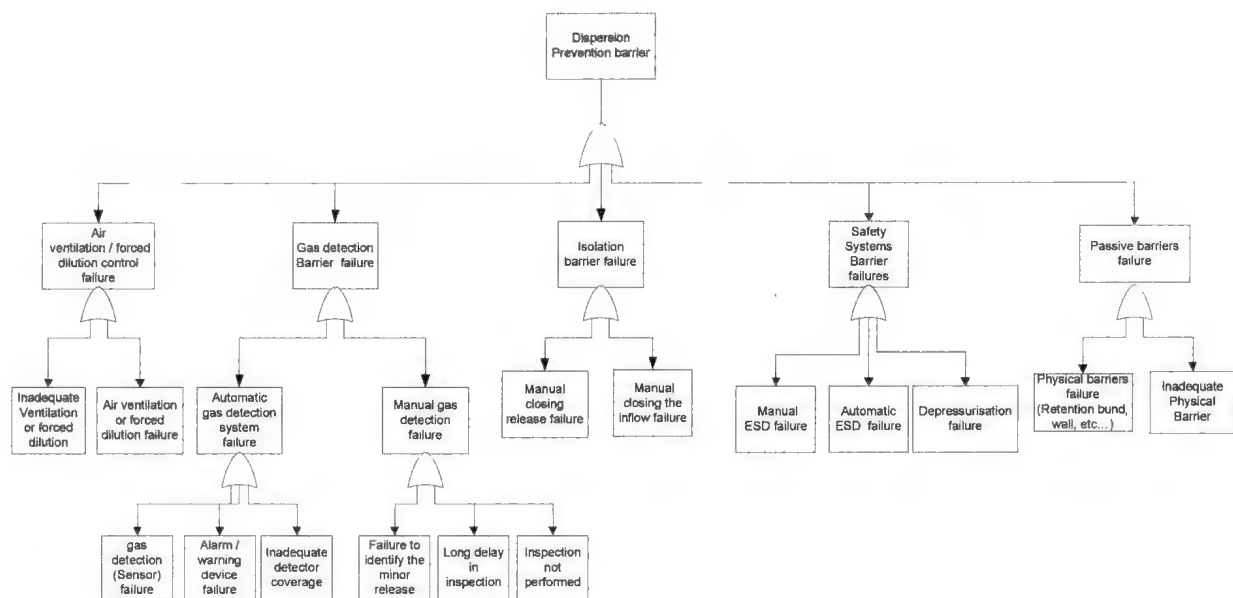 Dispersion
Prevention barrier
Air
ventilation / forced
dilution control
failure
Gas detection
Barrier failure
Isolation
barrier failure
Safety
Systems
Barrier
failures
Passive barriers
failure
Inadequate
Ventilation
or forced
dilution
Air ventilation /
or forced
dilution failure
Automatic
gas detection
system
failure
Manual gas
detection
failure
Manual
closing
release failure
Manual
closing the
inflow failure
Manual
ESD failure
Automatic
ESD failure
Depressurisation
failure
Physical barriers
failure
(Retention bund,
wall, etc...)
Inadequate
Physical
Barrier
gas
detection
(Sensor)
failure
Alarm /
warning
device
failure
Inadequate
detector
coverage
Failure to
identify the
minor
release
Long delay
in
inspection
Inspection
not
performed